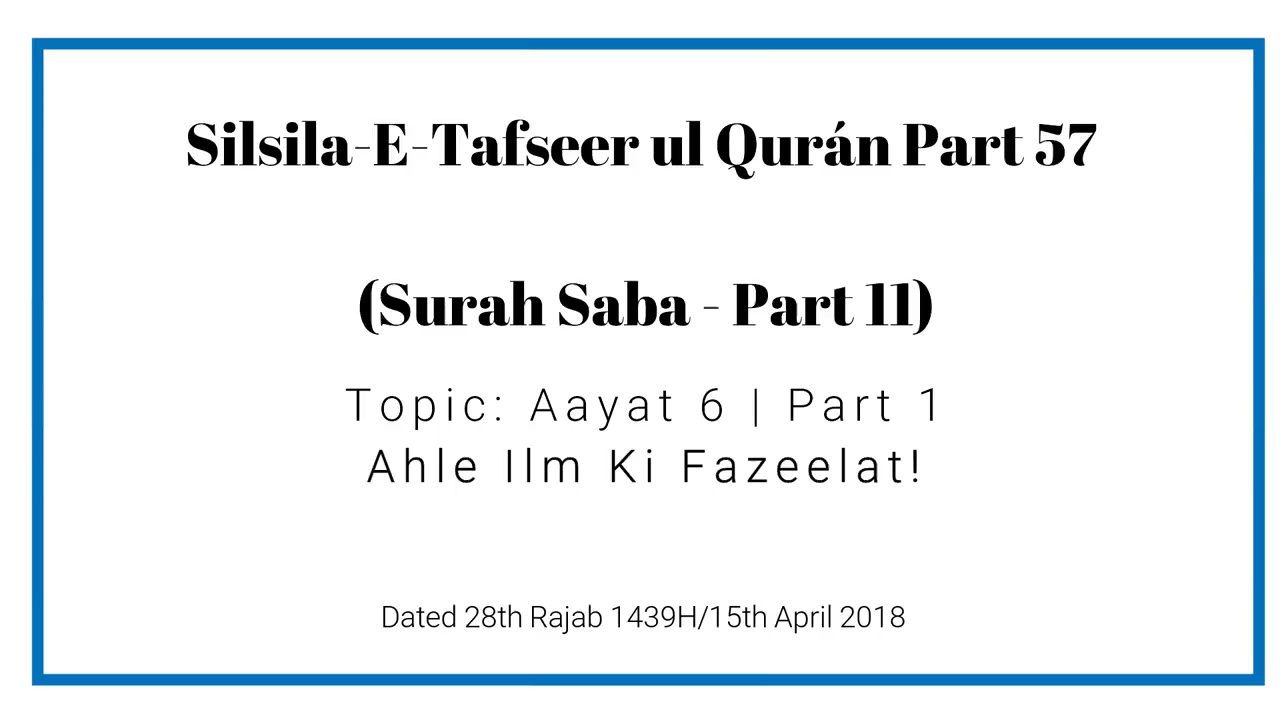 Silsila-E-Tafseer ul Qurán Part 57
(Surah Saba - Part 11)
Topic: Aayat 6 | Part 1
Ahle Ilm Ki Fazeelat!
Dated 28th Rajab 1439H/15th April 2018